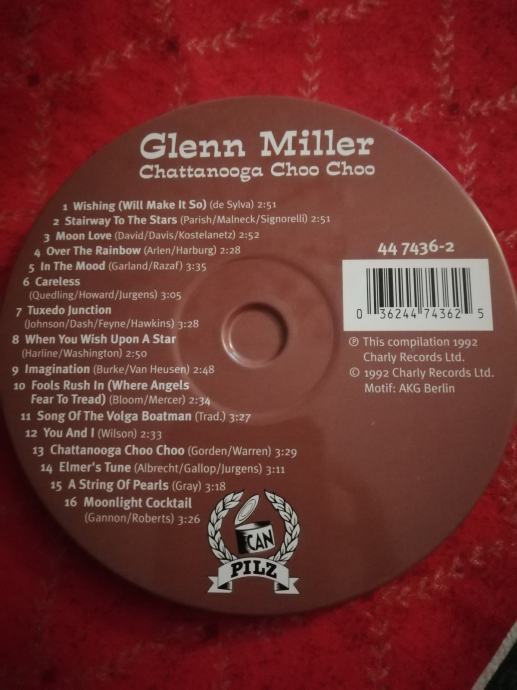 Glenn Miller
Chattanooga Choo Choo
1 Wishing (Will Make It So) (de Sylva) 2:51
2 Stairway To The Stars (Parish/Malneck/Signorelli) 2:51
3 Moon Love (David/Davis/Kostelanetz) 2:52
4 Over The Rainbow (Arlen/Harburg) 2:28
5 In The Mood (Garland/Razaf) 3:35
6 Careless
(Quedling/Howard/Jurgens) 3:05
7 Tuxedo Junction
(Johnson/Dash/Feyne/Hawkins) 3:28
8 When You Wish Upon A Star
(Harline/Washington) 2:50
9 Imagination (Burke/Van Heusen) 2:48
10 Fools Rush In (Where Angels
Fear To Tread) (Bloom/Mercer) 2:34
11 Song Of The Volga Boatman (Trad.) 3:27
12 You And I (Wilson) 2:33
13 Chattanooga Choo Choo (Gorden/Warren) 3:29
14 Elmer's Tune (Albrecht/Gallop/Jurgens) 3:11
15 A String Of Pearls (Gray) 3:18
16 Moonlight Cocktail
(Gannon/Roberts) 3:26
44 7436-2
0 36244 74362 5
℗ This compilation 1992
Charly Records Ltd.
© 1992 Charly Records Ltd.
Motif: AKG Berlin
CAN
PILZ